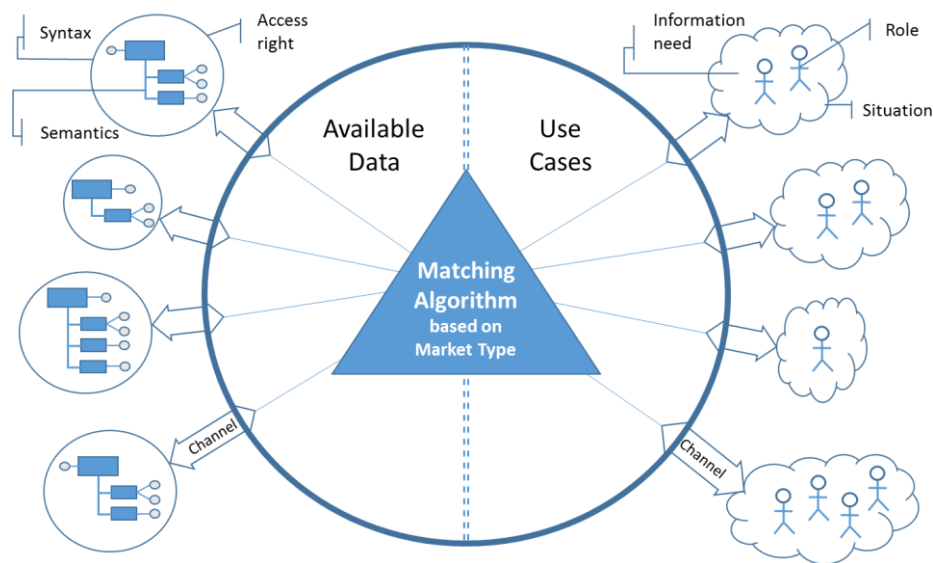 Syntax
Access
right
Semantics
Available
Data
Use
Cases
Information
need
Role
Situation
Matching
Algorithm
based on
Market Type
Channel
Channel